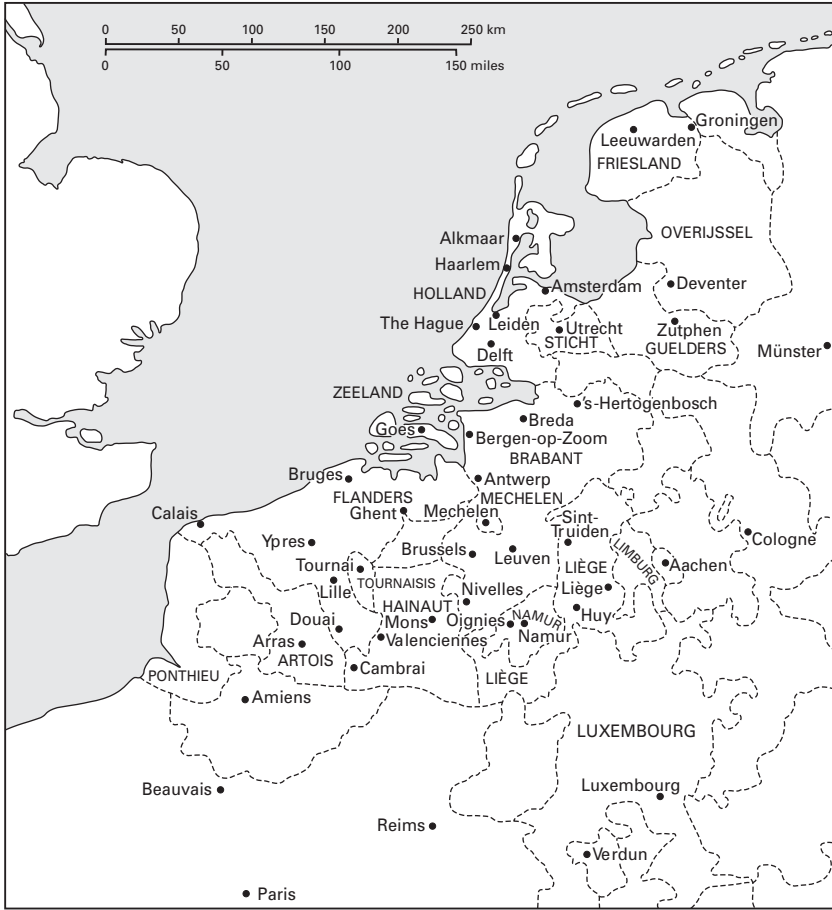 0 50 100 150 200 250 km
0 50 100 150 miles
Groningen
Leeuwarden
FRIESLAND
OVERIJSSEL
Alkmaar
Haarlem
Deventer
Amsterdam
HOLLAND
The Hague
Leiden
Utrecht
Zutphen
STICHT
GUELDERS
Delft
Münster
ZEELAND
's-Hertogenbosch
Breda
Goes
Bergen-op-Zoom
BRABANT
Bruges
Antwerp
FLANDERS
MECHELEN
Ghent
Mechelen
Calais
Sint-
Truiden
Cologne
Ypres
Brussels
Leuven
LIMBURG
Tournai
LIÈGE
Aachen
TOURNAISIS
Lille
Nivelles
Liège
HAINAUT
NAMUR
Huy
Douai
Mons
Oignies
Namur
Valenciennes
Arras
ARTOIS
Cambrai
PONTHIEU
LIÈGE
Amiens
LUXEMBOURG
Beauvais
Luxembourg
Reims
Verdun
Paris